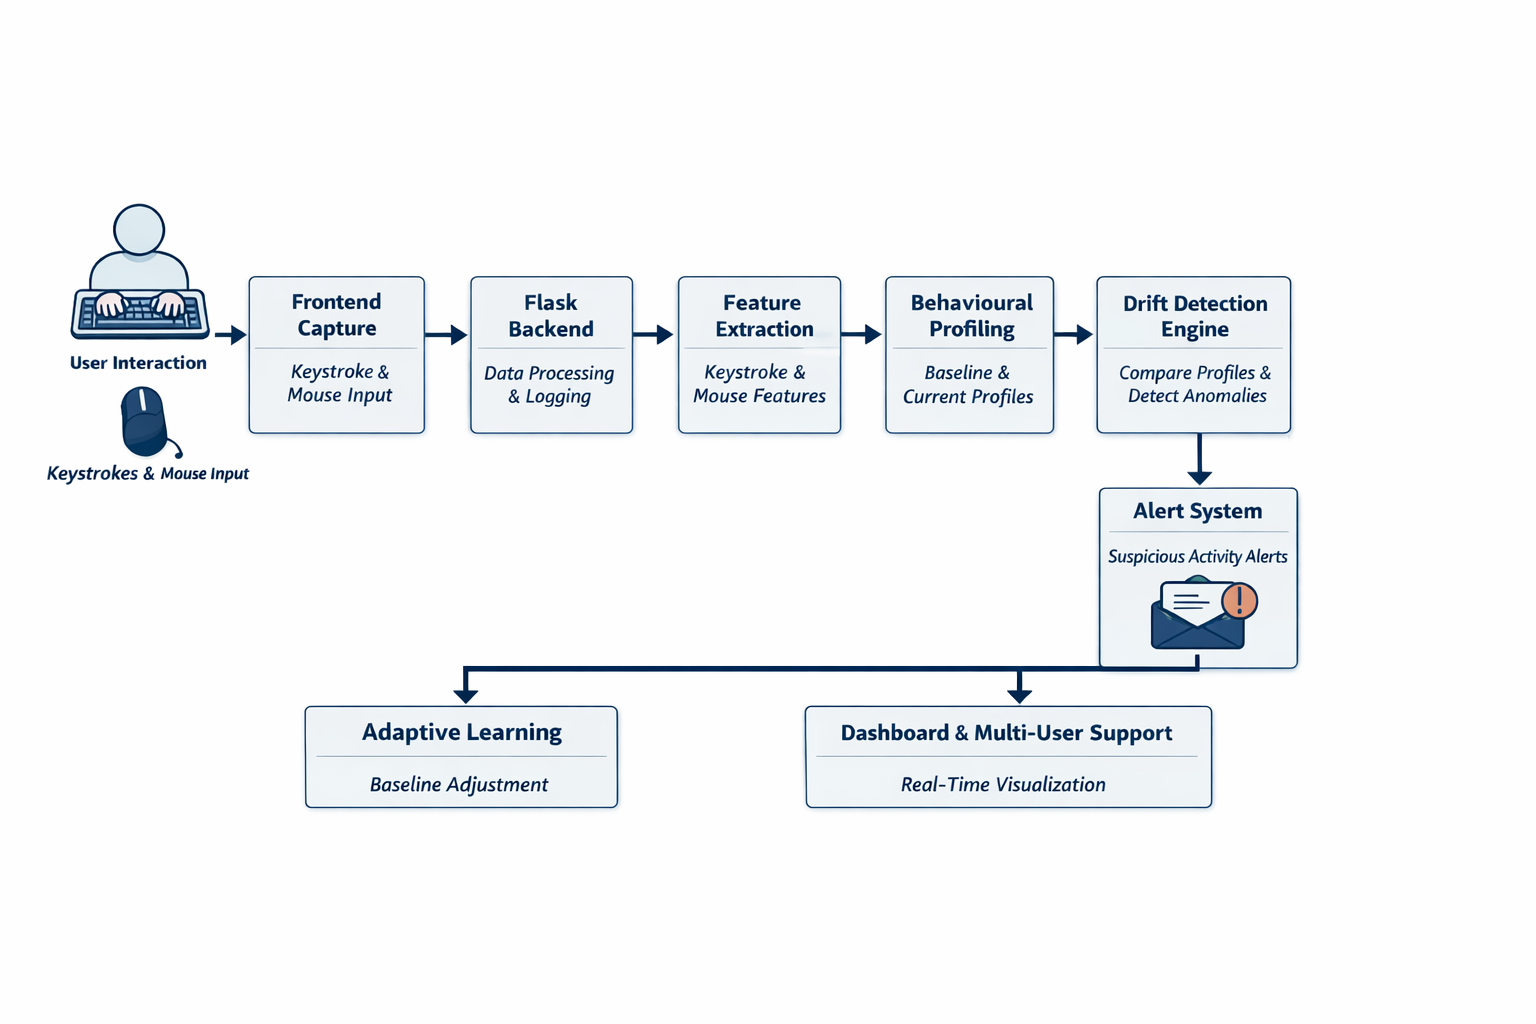 User Interaction
Keystrokes & Mouse Input
Frontend
Capture
Keystroke &
Mouse Input
Flask
Backend
Data Processing
& Logging
Feature
Extraction
Keystroke &
Mouse Features
Behavioural
Profiling
Baseline &
Current Profiles
Drift Detection
Engine
Compare Profiles &
Detect Anomalies
Alert System
Suspicious Activity Alerts
!
Adaptive Learning
Baseline Adjustment
Dashboard & Multi-User Support
Real-Time Visualization